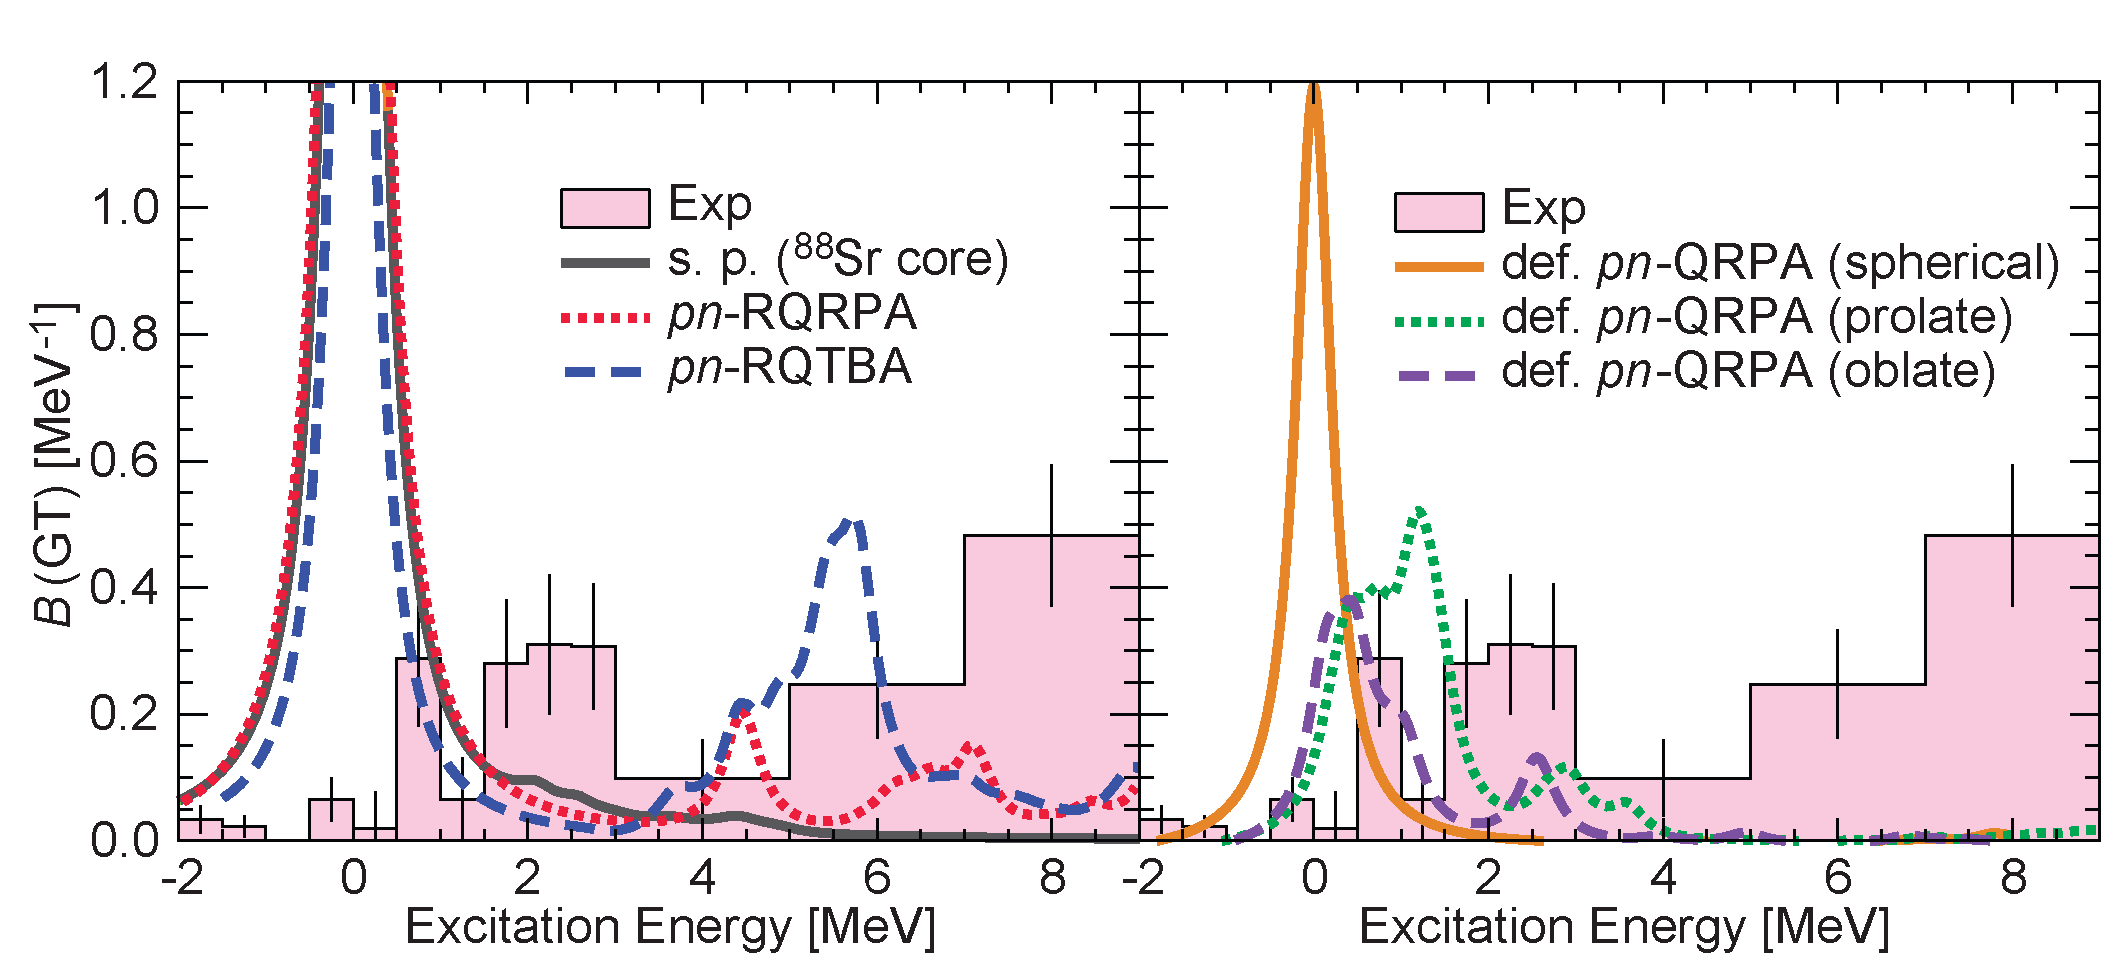 B(GT) [MeV⁻¹]
1.2
1.0
0.8
0.6
0.4
0.2
0.0
Exp
s. p. (⁸⁸Sr core)
pn-RQRPA
pn-RQTBA
-2 0 2 4 6 8
Excitation Energy [MeV]
Exp
def. pn-QRPA (spherical)
def. pn-QRPA (prolate)
def. pn-QRPA (oblate)
-2 0 2 4 6 8
Excitation Energy [MeV]